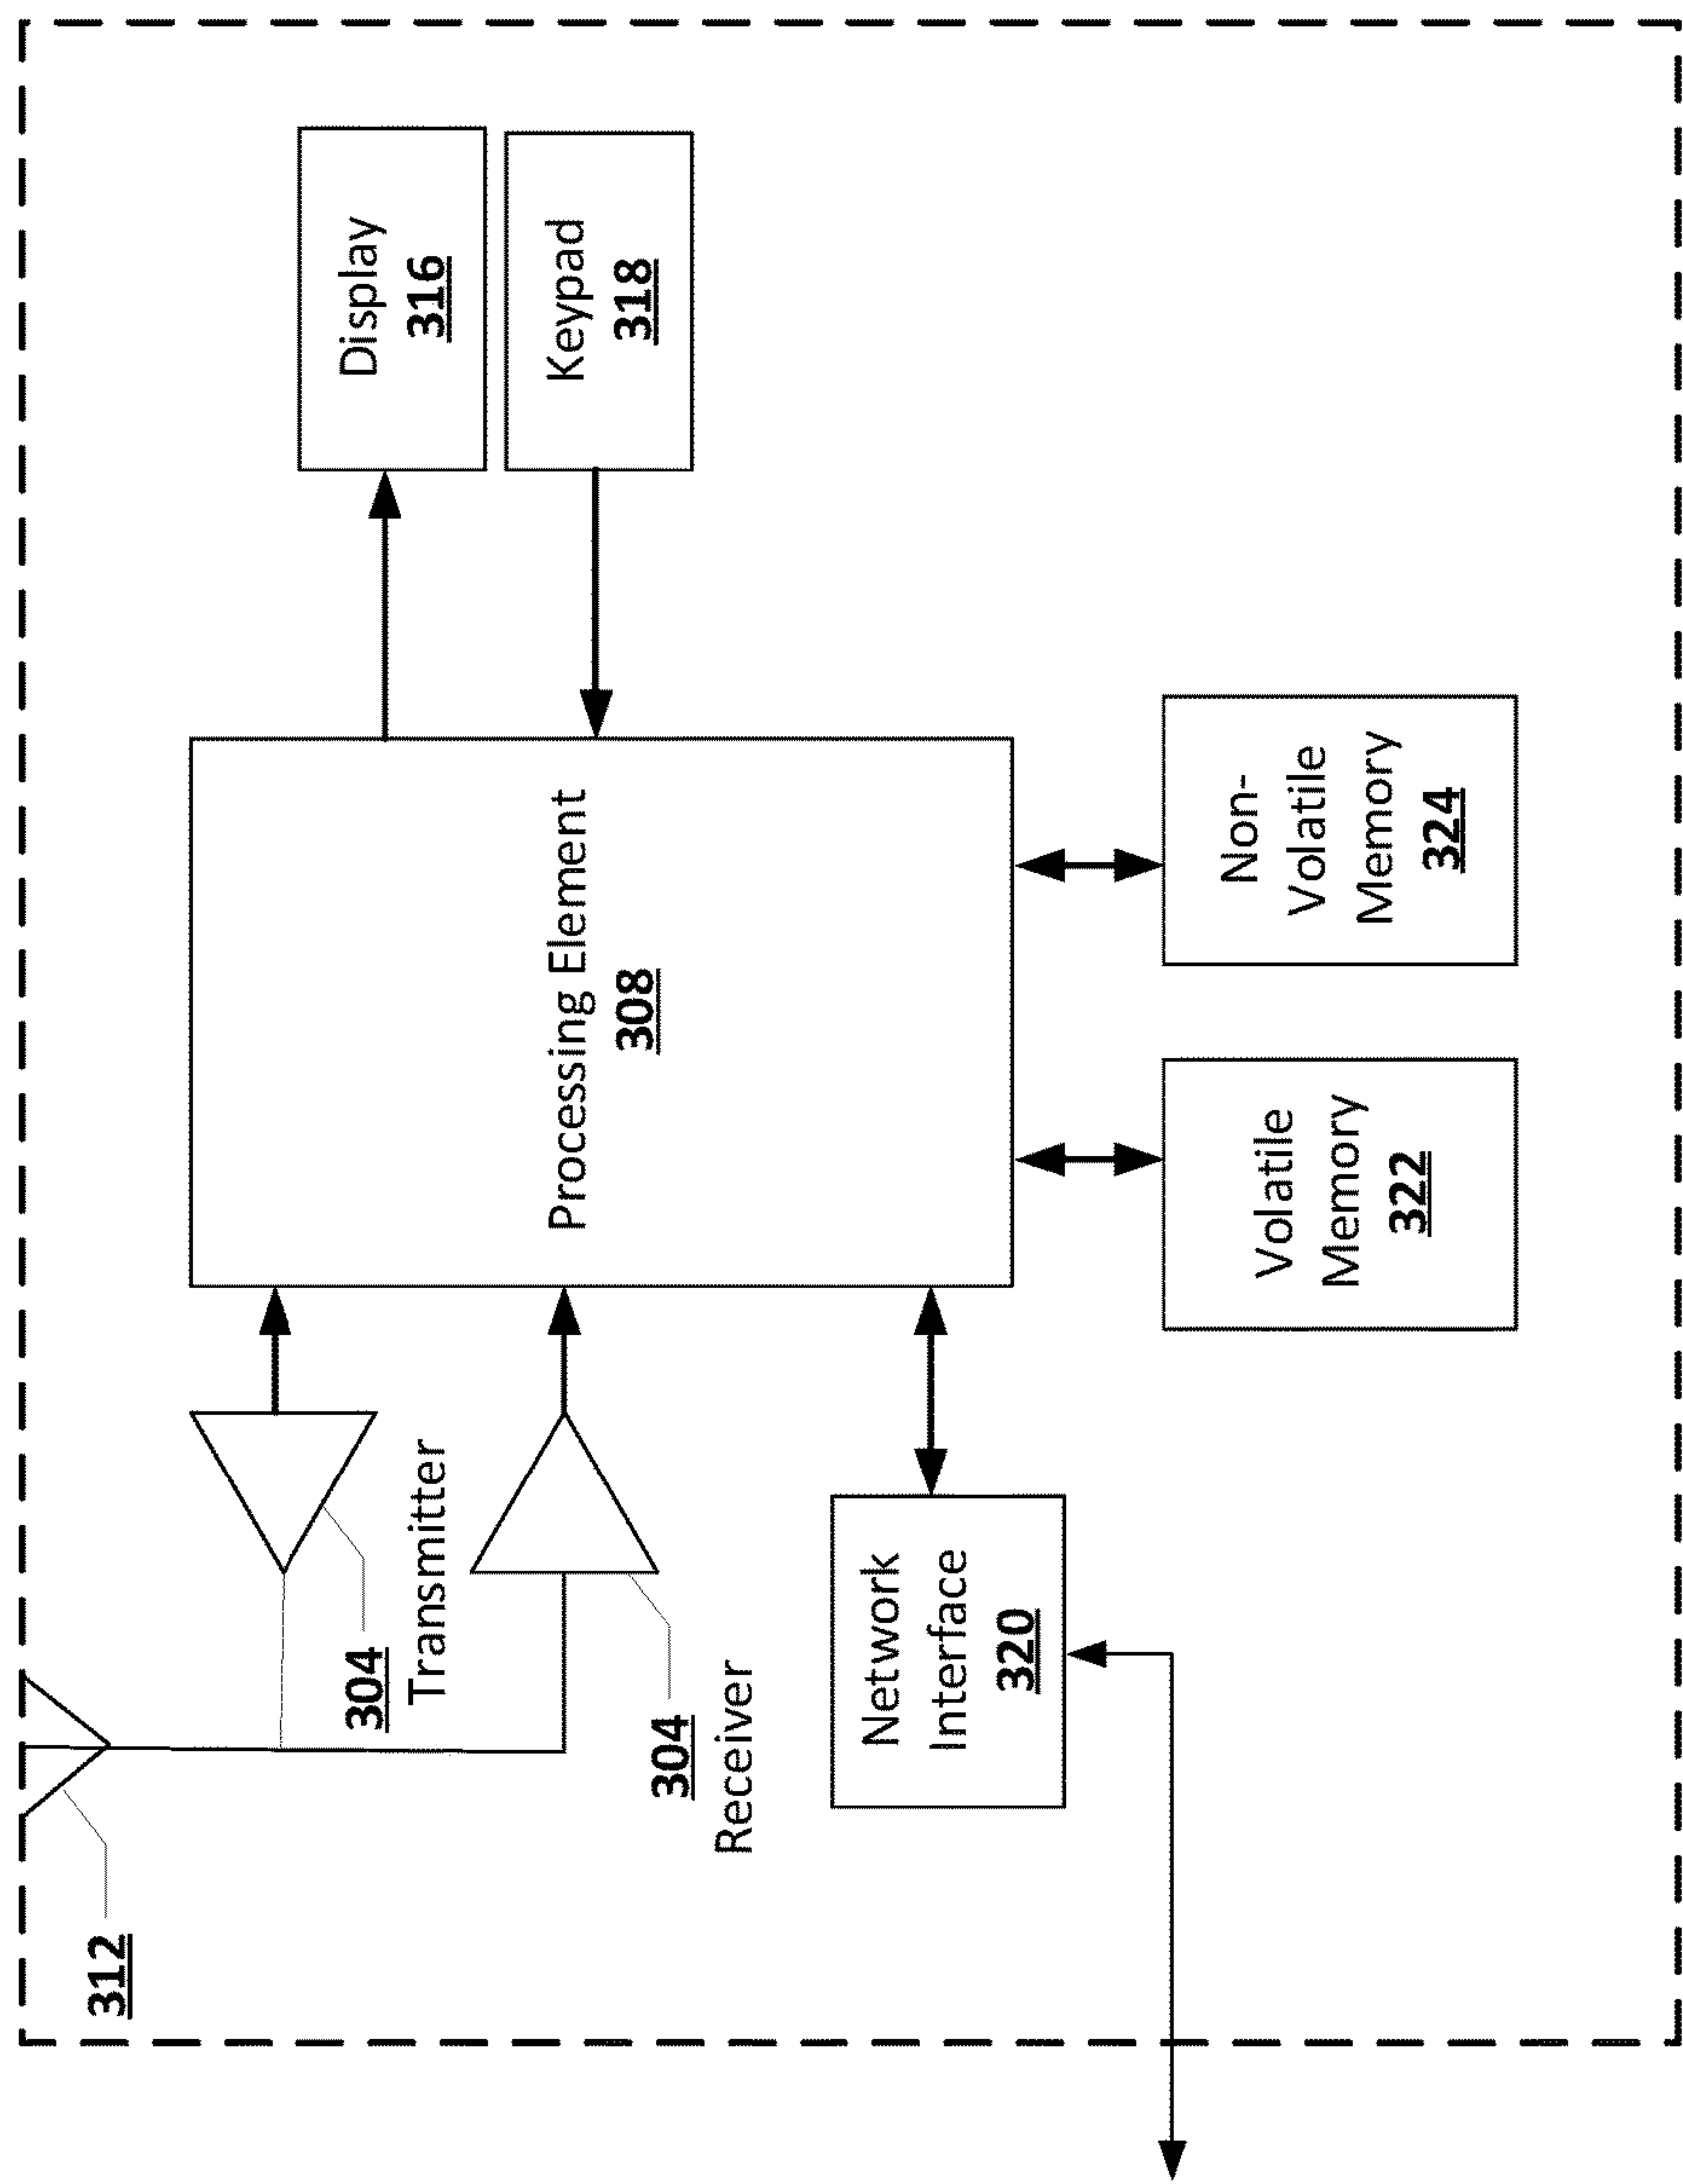 312
304
Transmitter
304
Receiver
Network
Interface
320
Processing Element
308
Display
316
Keypad
318
Volatile
Memory
322
Non-
Volatile
Memory
324